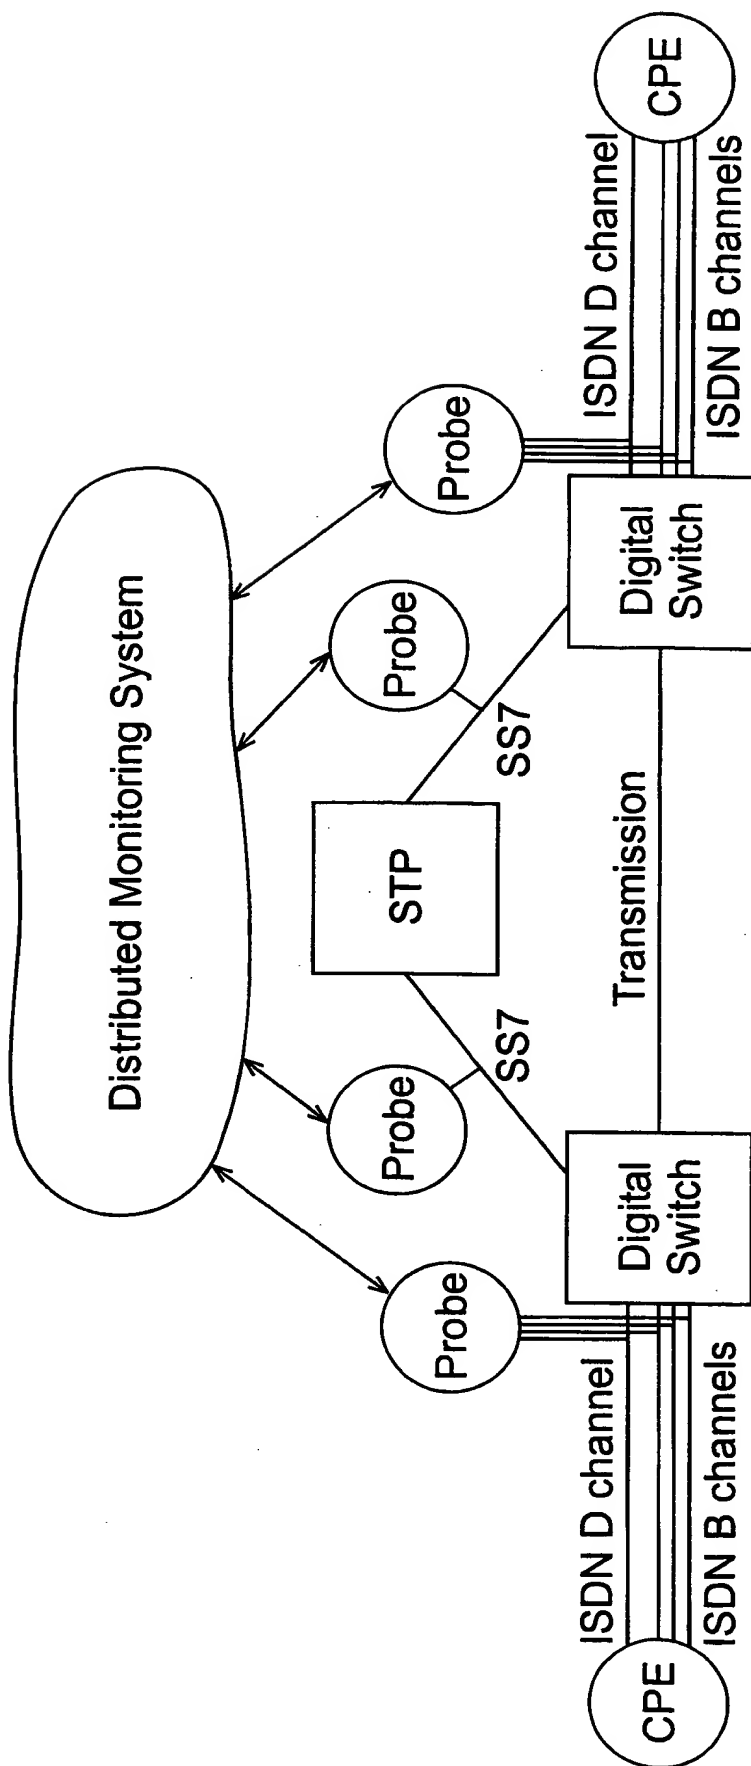 Distributed Monitoring System
Probe
Probe
Probe
Probe
STP
SS7
SS7
Transmission
Digital
Switch
Digital
Switch
ISDN D channel
ISDN B channels
ISDN D channel
ISDN B channels
CPE
CPE